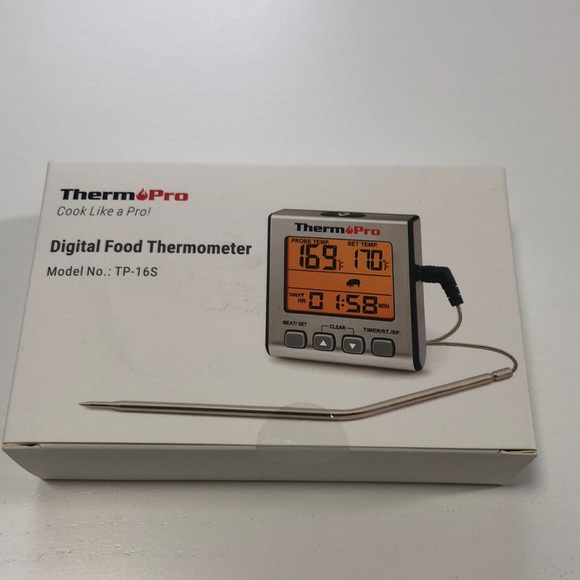 ThermoPro
Cook Like a Pro!
Digital Food Thermometer
Model No.: TP-16S
ThermoPro
PROBE TEMP. SET TEMP.
169°F 170°F
TIMER▼ HR 01:58 MIN
MEAT/SET CLEAR TIMER/ST./SP.